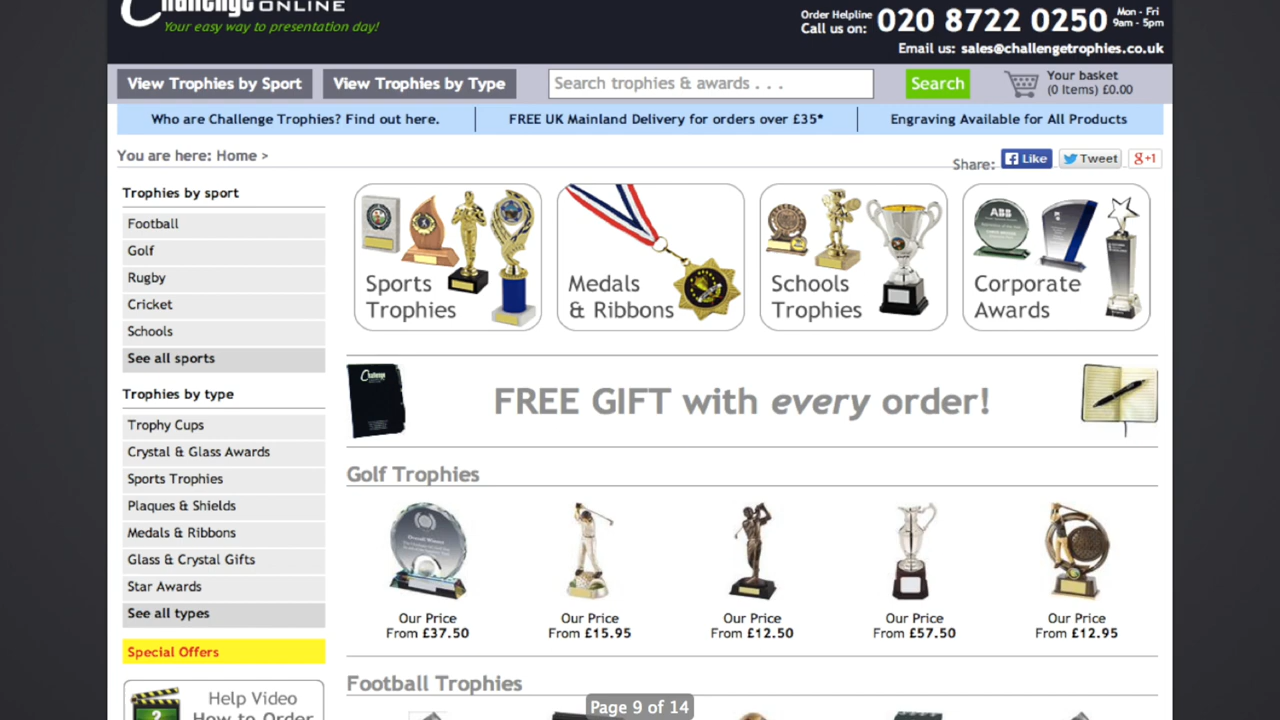 Challenge ONLINE
Your easy way to presentation day!
Order Helpline
Call us on:
020 8722 0250
Mon - Fri
9am - 5pm
Email us: sales@challengetrophies.co.uk
View Trophies by Sport
View Trophies by Type
Search trophies & awards . . .
Search
Your basket
(0 Items) £0.00
Who are Challenge Trophies? Find out here.
FREE UK Mainland Delivery for orders over £35*
Engraving Available for All Products
You are here: Home >
Share:
Like
Tweet
g+1
Trophies by sport
Football
Golf
Rugby
Cricket
Schools
See all sports
Trophies by type
Trophy Cups
Crystal & Glass Awards
Sports Trophies
Plaques & Shields
Medals & Ribbons
Glass & Crystal Gifts
Star Awards
See all types
Special Offers
Help Video
How to Order
Sports
Trophies
Medals
& Ribbons
Schools
Trophies
ABB
Corporate
Awards
Challenge
FREE GIFT with every order!
Golf Trophies
Overall Winner
Our Price
From £37.50
Our Price
From £15.95
Our Price
From £12.50
Our Price
From £57.50
Our Price
From £12.95
Football Trophies
Page 9 of 14